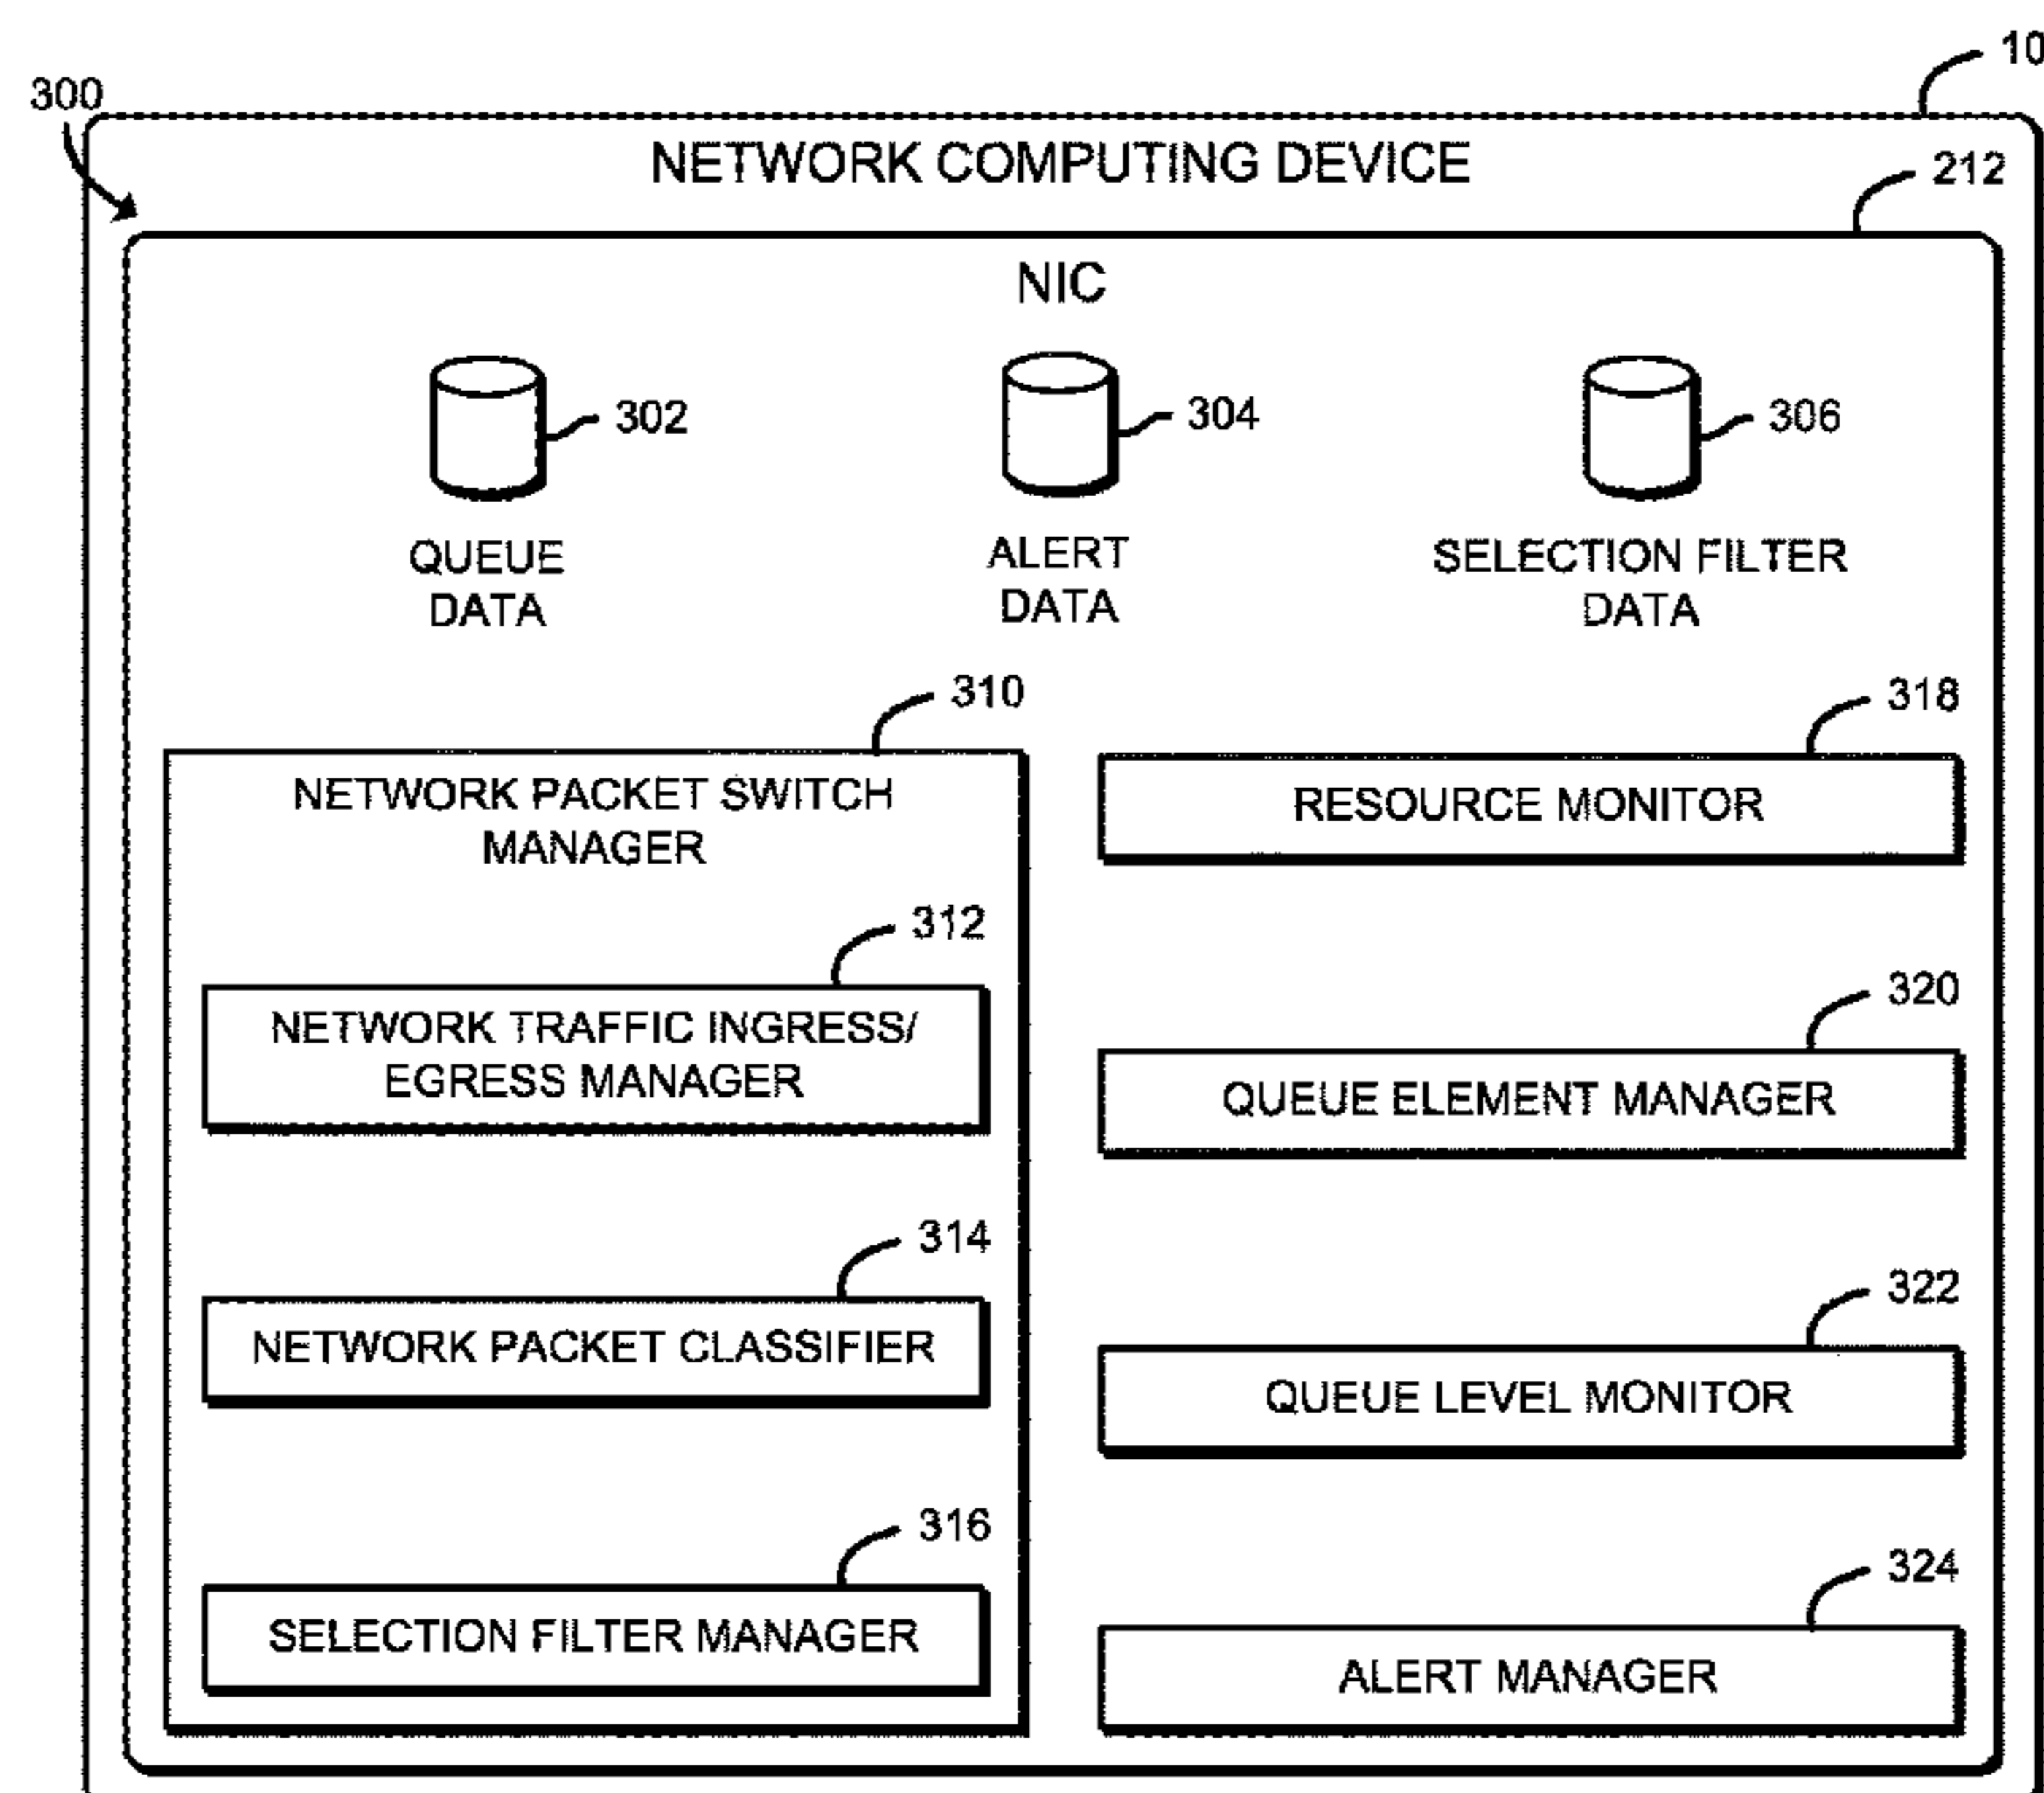 10
300
NETWORK COMPUTING DEVICE
212
NIC
302
304
306
QUEUE
DATA
ALERT
DATA
SELECTION FILTER
DATA
310
NETWORK PACKET SWITCH
MANAGER
312
NETWORK TRAFFIC INGRESS/
EGRESS MANAGER
314
NETWORK PACKET CLASSIFIER
316
SELECTION FILTER MANAGER
318
RESOURCE MONITOR
320
QUEUE ELEMENT MANAGER
322
QUEUE LEVEL MONITOR
324
ALERT MANAGER